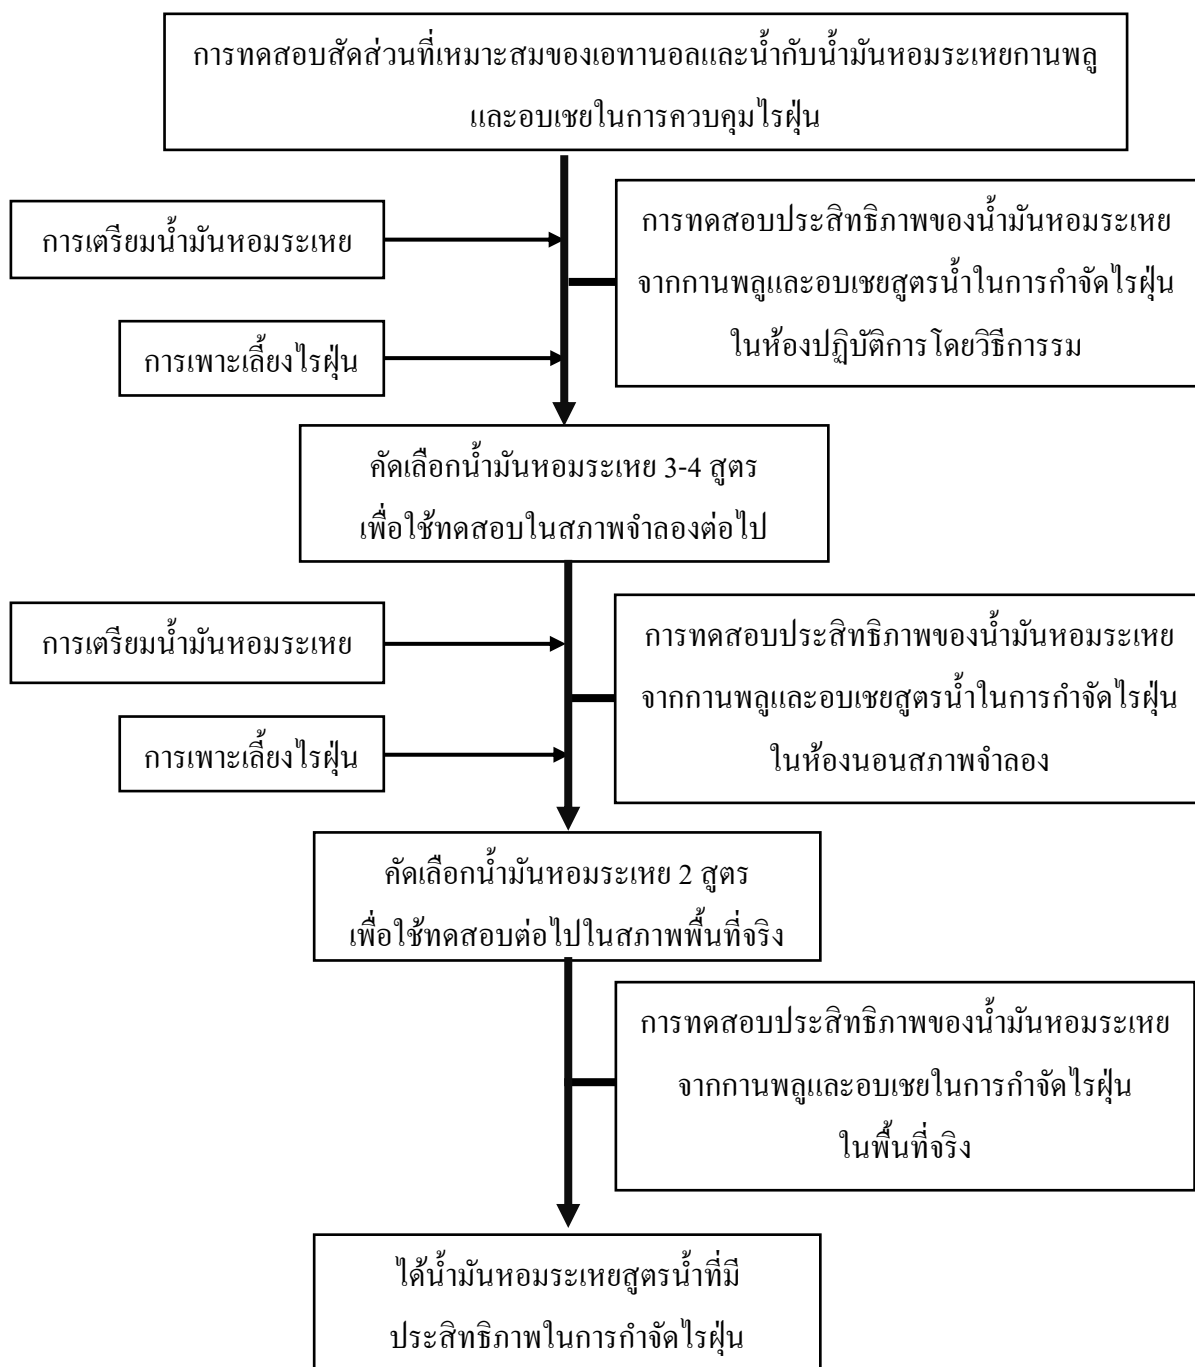 การทดสอบสัดส่วนที่เหมาะสมของเอทานอลและน้ำกับน้ำมันหอมระเหยกานพลู
และอบเชยในการควบคุมไรฝุ่น
การเตรียมน้ำมันหอมระเหย
การเพาะเลี้ยงไรฝุ่น
การทดสอบประสิทธิภาพของน้ำมันหอมระเหย
จากกานพลูและอบเชยสูตรน้ำในการกำจัดไรฝุ่น
ในห้องปฏิบัติการ โดยวิธีการรม
คัดเลือกน้ำมันหอมระเหย 3-4 สูตร
เพื่อใช้ทดสอบในสภาพจำลองต่อไป
การเตรียมน้ำมันหอมระเหย
การเพาะเลี้ยงไรฝุ่น
การทดสอบประสิทธิภาพของน้ำมันหอมระเหย
จากกานพลูและอบเชยสูตรน้ำในการกำจัดไรฝุ่น
ในห้องนอนสภาพจำลอง
คัดเลือกน้ำมันหอมระเหย 2 สูตร
เพื่อใช้ทดสอบต่อไปในสภาพพื้นที่จริง
การทดสอบประสิทธิภาพของน้ำมันหอมระเหย
จากกานพลูและอบเชยในการกำจัดไรฝุ่น
ในพื้นที่จริง
ได้น้ำมันหอมระเหยสูตรน้ำที่มี
ประสิทธิภาพในการกำจัดไรฝุ่น